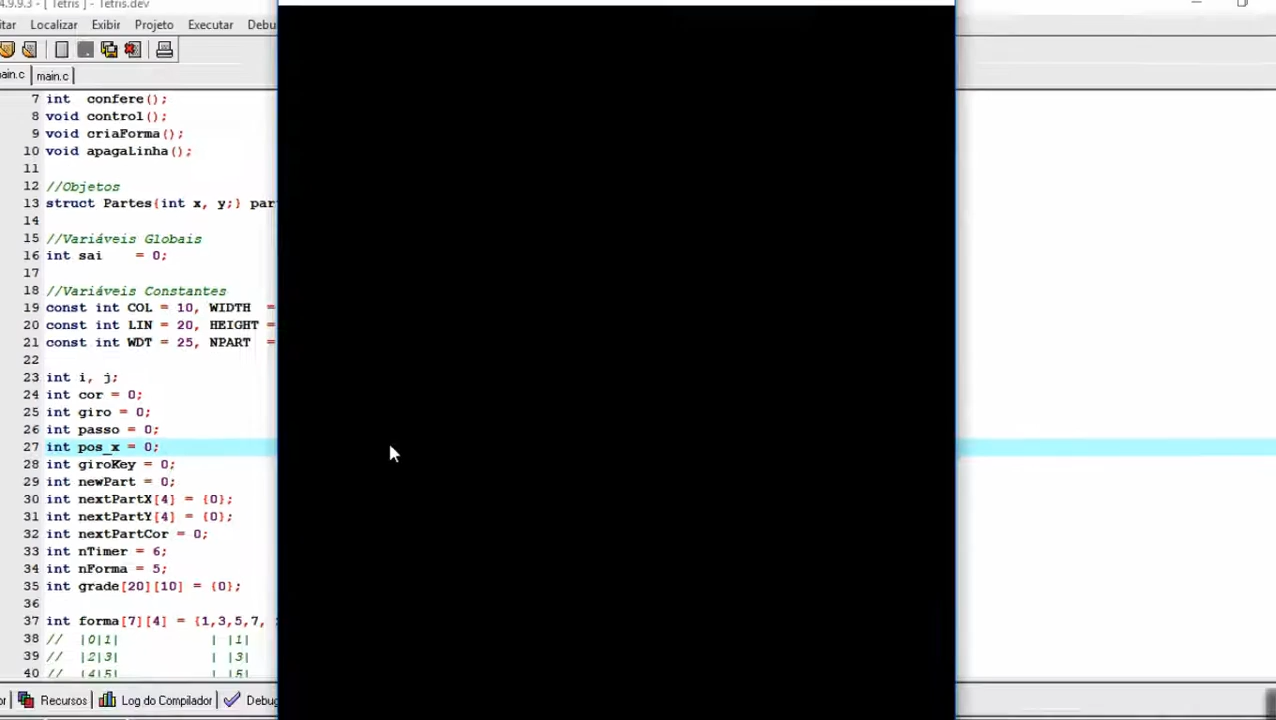 4.9.9.3 - [ Tetris ] - Tetris.dev
itar Localizar Exibir Projeto Executar Debu
ain.c main.c
7 int confere();
8 void control();
9 void criaForma();
10 void apagaLinha();
11
12 //Objetos
13 struct Partes{int x, y;} par
14
15 //Variáveis Globais
16 int sai = 0;
17
18 //Variáveis Constantes
19 const int COL = 10, WIDTH =
20 const int LIN = 20, HEIGHT =
21 const int WDT = 25, NPART =
22
23 int i, j;
24 int cor = 0;
25 int giro = 0;
26 int passo = 0;
27 int pos_x = 0;
28 int giroKey = 0;
29 int newPart = 0;
30 int nextPartX[4] = {0};
31 int nextPartY[4] = {0};
32 int nextPartCor = 0;
33 int nTimer = 6;
34 int nForma = 5;
35 int grade[20][10] = {0};
36
37 int forma[7][4] = {1,3,5,7,
38 // |0|1| | |1|
39 // |2|3| | |3|
40 // |4|5| | |5|
or Recursos Log do Compilador Debug